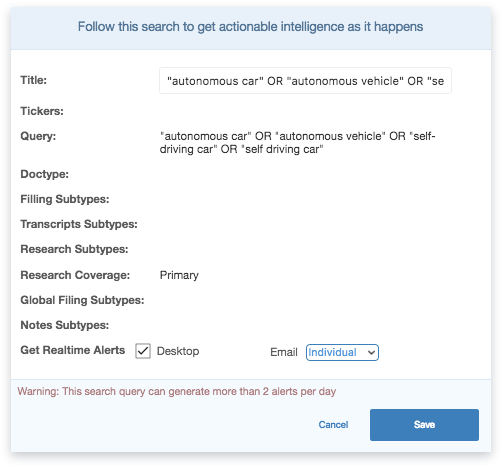 Follow this search to get actionable intelligence as it happens
Title: "autonomous car" OR "autonomous vehicle" OR "se
Tickers:
Query: "autonomous car" OR "autonomous vehicle" OR "self-
driving car" OR "self driving car"
Doctype:
Filling Subtypes:
Transcripts Subtypes:
Research Subtypes:
Research Coverage: Primary
Global Filing Subtypes:
Notes Subtypes:
Get Realtime Alerts Desktop Email Individual
Warning: This search query can generate more than 2 alerts per day
Cancel Save